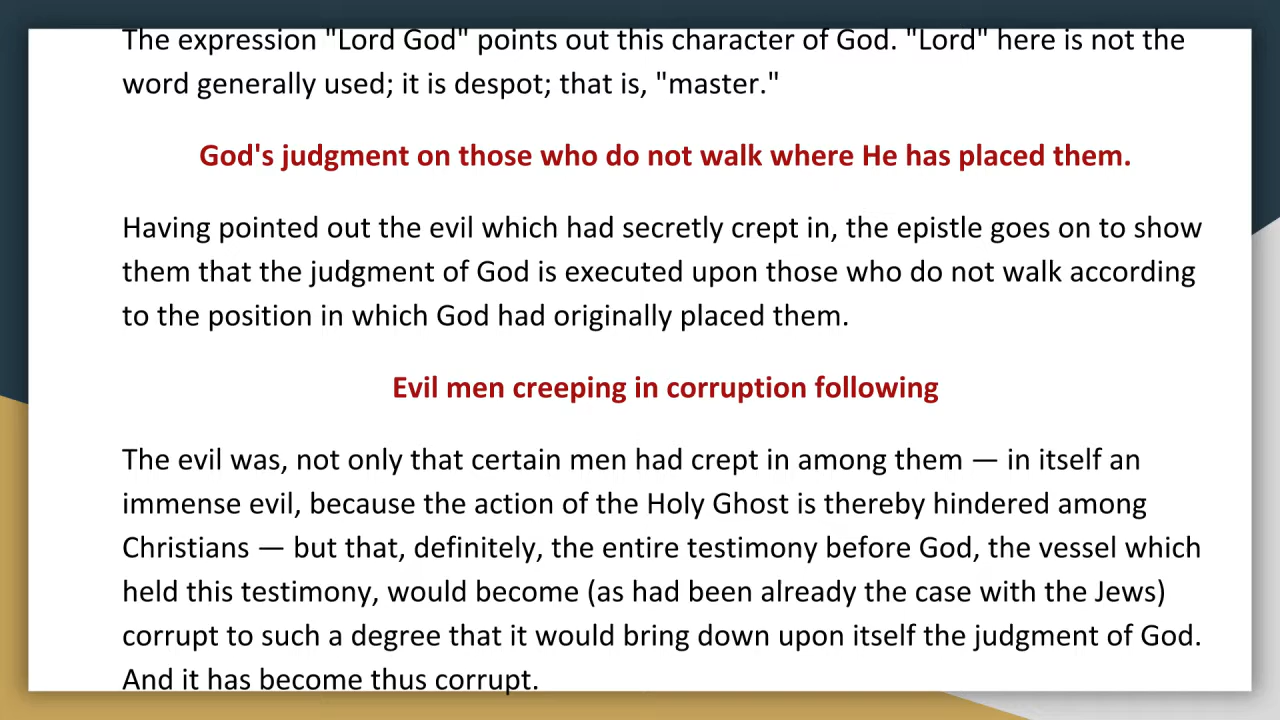 The expression "Lord God" points out this character of God. "Lord" here is not the
word generally used; it is despot; that is, "master."
God's judgment on those who do not walk where He has placed them.
Having pointed out the evil which had secretly crept in, the epistle goes on to show
them that the judgment of God is executed upon those who do not walk according
to the position in which God had originally placed them.
Evil men creeping in corruption following
The evil was, not only that certain men had crept in among them — in itself an
immense evil, because the action of the Holy Ghost is thereby hindered among
Christians — but that, definitely, the entire testimony before God, the vessel which
held this testimony, would become (as had been already the case with the Jews)
corrupt to such a degree that it would bring down upon itself the judgment of God.
And it has become thus corrupt.